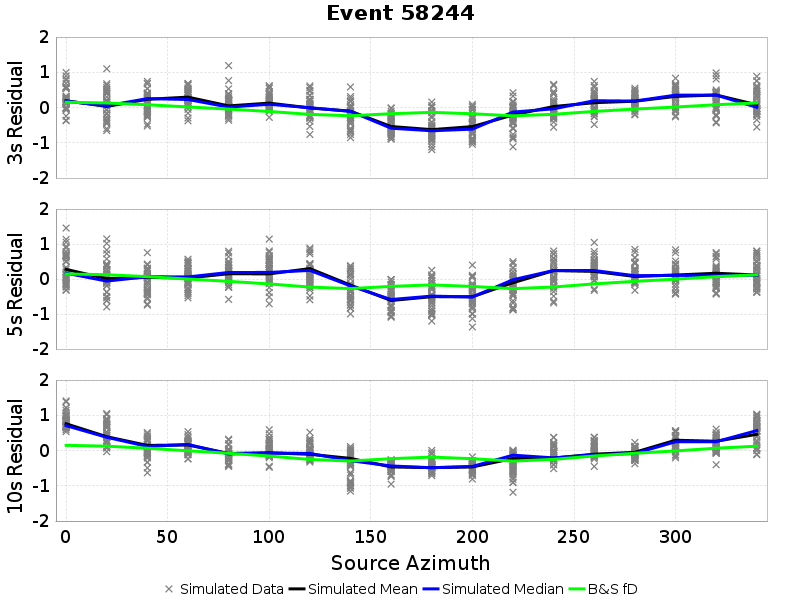 Event 58244
3s Residual
2
1
0
-1
-2
5s Residual
2
1
0
-1
-2
10s Residual
2
1
0
-1
-2
0 50 100 150 200 250 300
Source Azimuth
Simulated Data Simulated Mean Simulated Median B&S fD